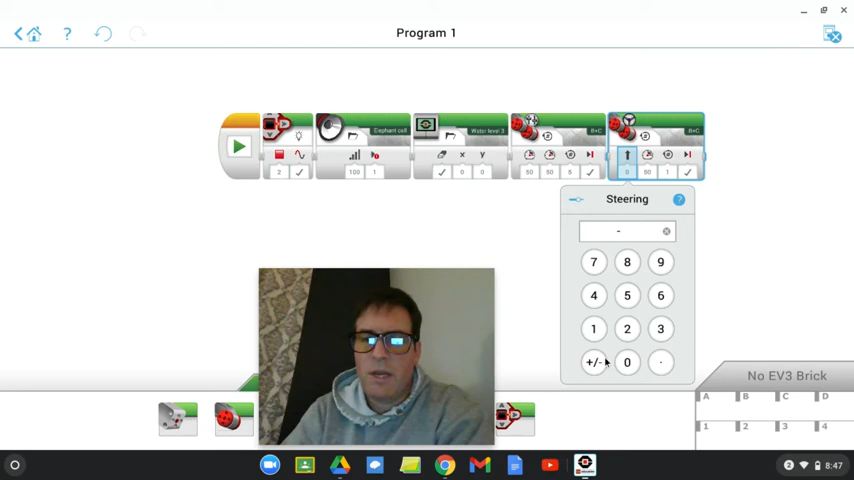 ?
Program 1
Elephant call
Water level 3
B+C
B+C
x
y
2
100
1
0
0
50
50
5
0
50
1
Steering
?
-
7
8
9
4
5
6
1
2
3
+/-
0
.
No EV3 Brick
A
B
C
D
1
2
3
4
2
8:47